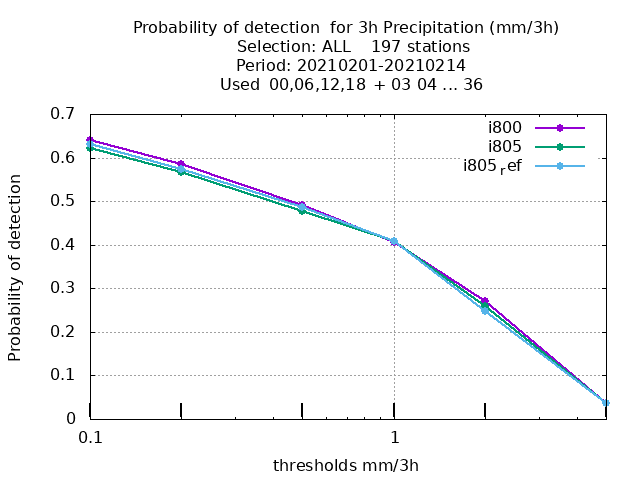 Probability of detection  for 3h Precipitation (mm/3h)
Selection: ALL    197 stations
Period: 20210201-20210214
Used  00,06,12,18  + 03 04 ... 36
0.7
0.6
0.5
0.4
0.3
0.2
0.1
0
Probability of detection
i800
i805
i805ref
0.1
1
thresholds mm/3h